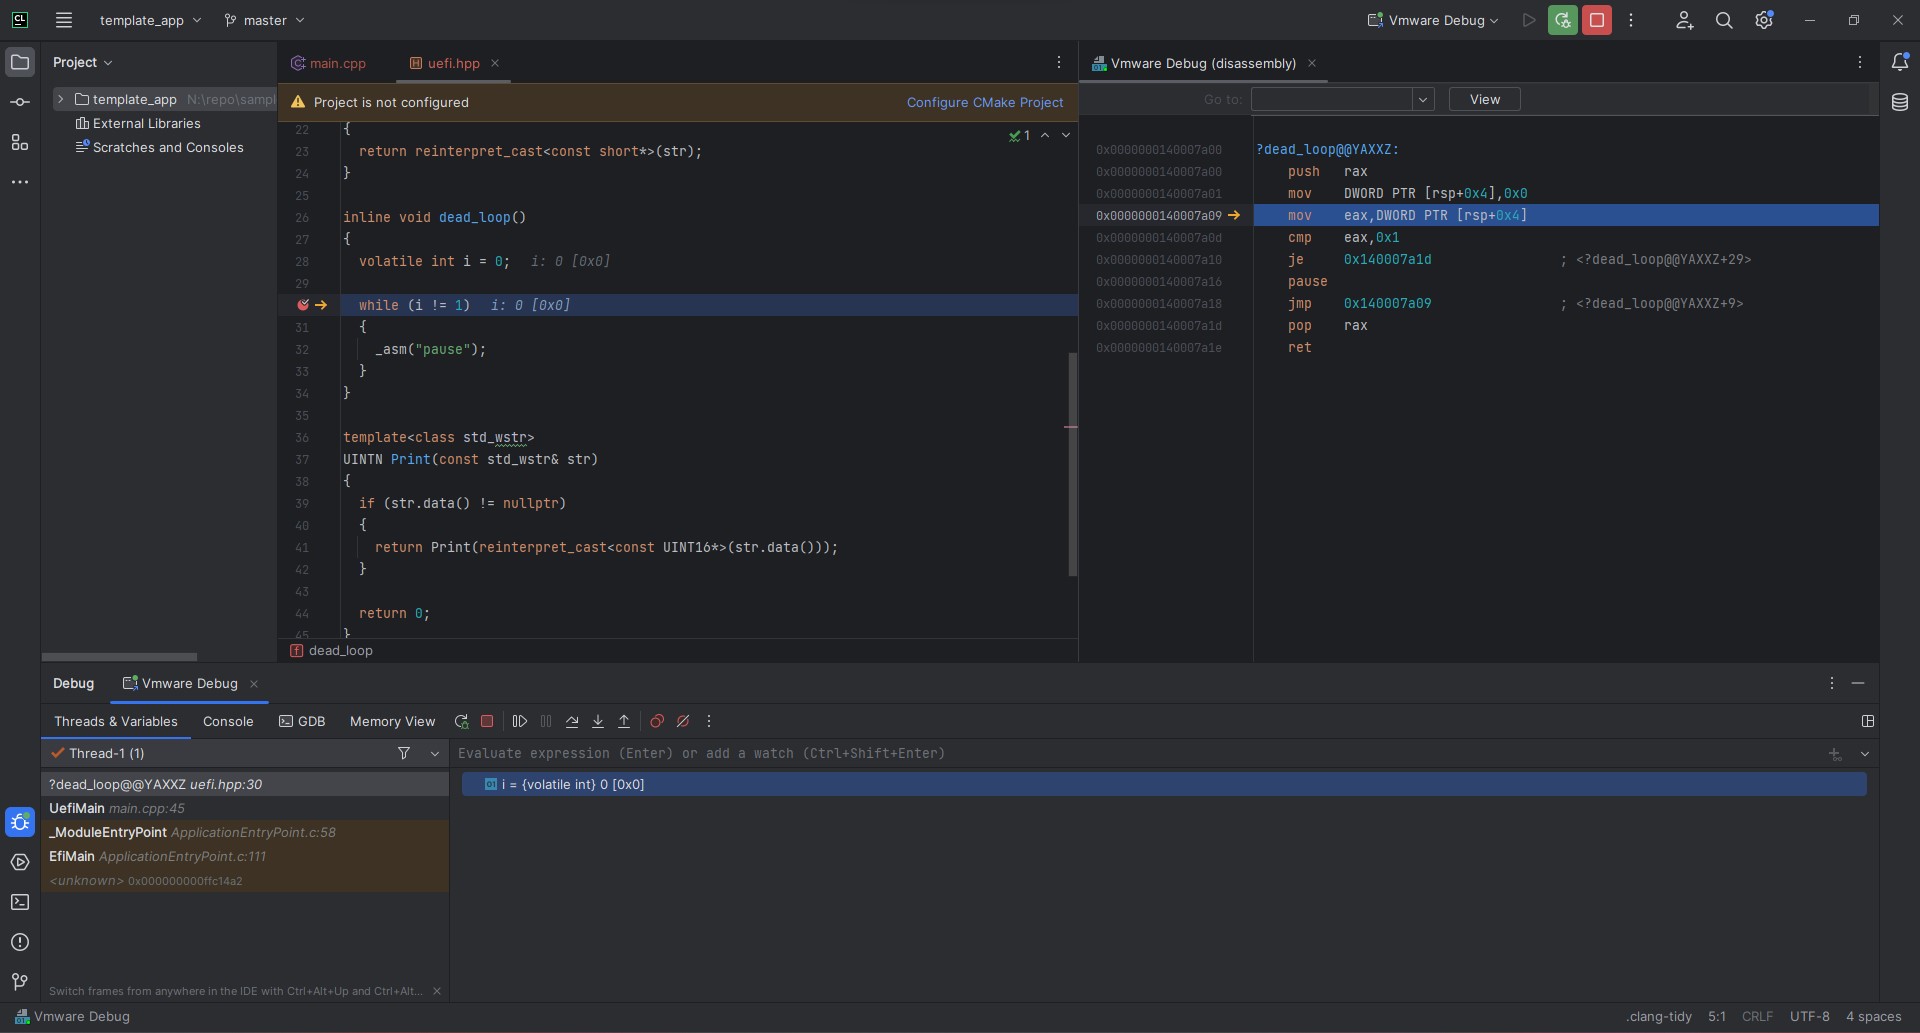 CL template_app master Vmware Debug
Project
template_app N:\repo\sampl
External Libraries
Scratches and Consoles
main.cpp uefi.hpp
Project is not configured Configure CMake Project
1
22 {
23 return reinterpret_cast<const short*>(str);
24 }
25
26 inline void dead_loop()
27 {
28 volatile int i = 0; i: 0 [0x0]
29
while (i != 1) i: 0 [0x0]
31 {
32 _asm("pause");
33 }
34 }
35
36 template<class std_wstr>
37 UINTN Print(const std_wstr& str)
38 {
39 if (str.data() != nullptr)
40 {
41 return Print(reinterpret_cast<const UINT16*>(str.data()));
42 }
43
44 return 0;
45 }
f dead_loop
Vmware Debug (disassembly)
Go to: View
0x0000000140007a00 ?dead_loop@@YAXXZ:
0x0000000140007a00 push rax
0x0000000140007a01 mov DWORD PTR [rsp+0x4],0x0
0x0000000140007a09 mov eax,DWORD PTR [rsp+0x4]
0x0000000140007a0d cmp eax,0x1
0x0000000140007a10 je 0x140007a1d ; <?dead_loop@@YAXXZ+29>
0x0000000140007a16 pause
0x0000000140007a18 jmp 0x140007a09 ; <?dead_loop@@YAXXZ+9>
0x0000000140007a1d pop rax
0x0000000140007a1e ret
Debug Vmware Debug
Threads & Variables Console GDB Memory View
Thread-1 (1)
Evaluate expression (Enter) or add a watch (Ctrl+Shift+Enter)
?dead_loop@@YAXXZ uefi.hpp:30
UefiMain main.cpp:45
_ModuleEntryPoint ApplicationEntryPoint.c:58
EfiMain ApplicationEntryPoint.c:111
<unknown> 0x000000000ffc14a2
i = {volatile int} 0 [0x0]
Switch frames from anywhere in the IDE with Ctrl+Alt+Up and Ctrl+Alt...
Vmware Debug .clang-tidy 5:1 CRLF UTF-8 4 spaces